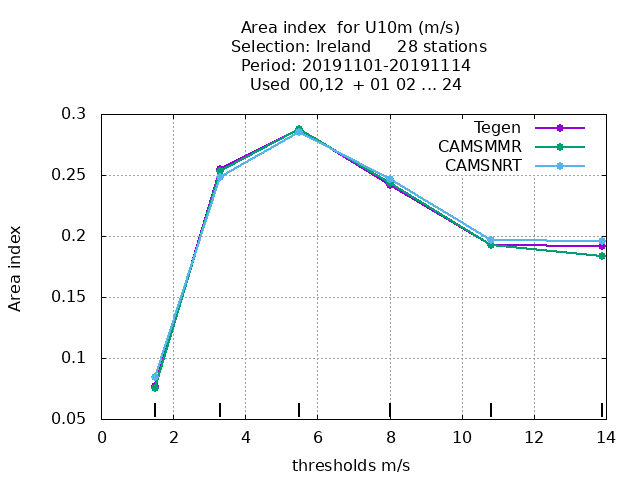 Area index  for U10m (m/s)
Selection: Ireland     28 stations
Period: 20191101-20191114
Used  00,12  + 01 02 ... 24
0.3
0.25
0.2
0.15
0.1
0.05
Area index
Tegen
CAMSMMR
CAMSNRT
0 2 4 6 8 10 12 14
thresholds m/s